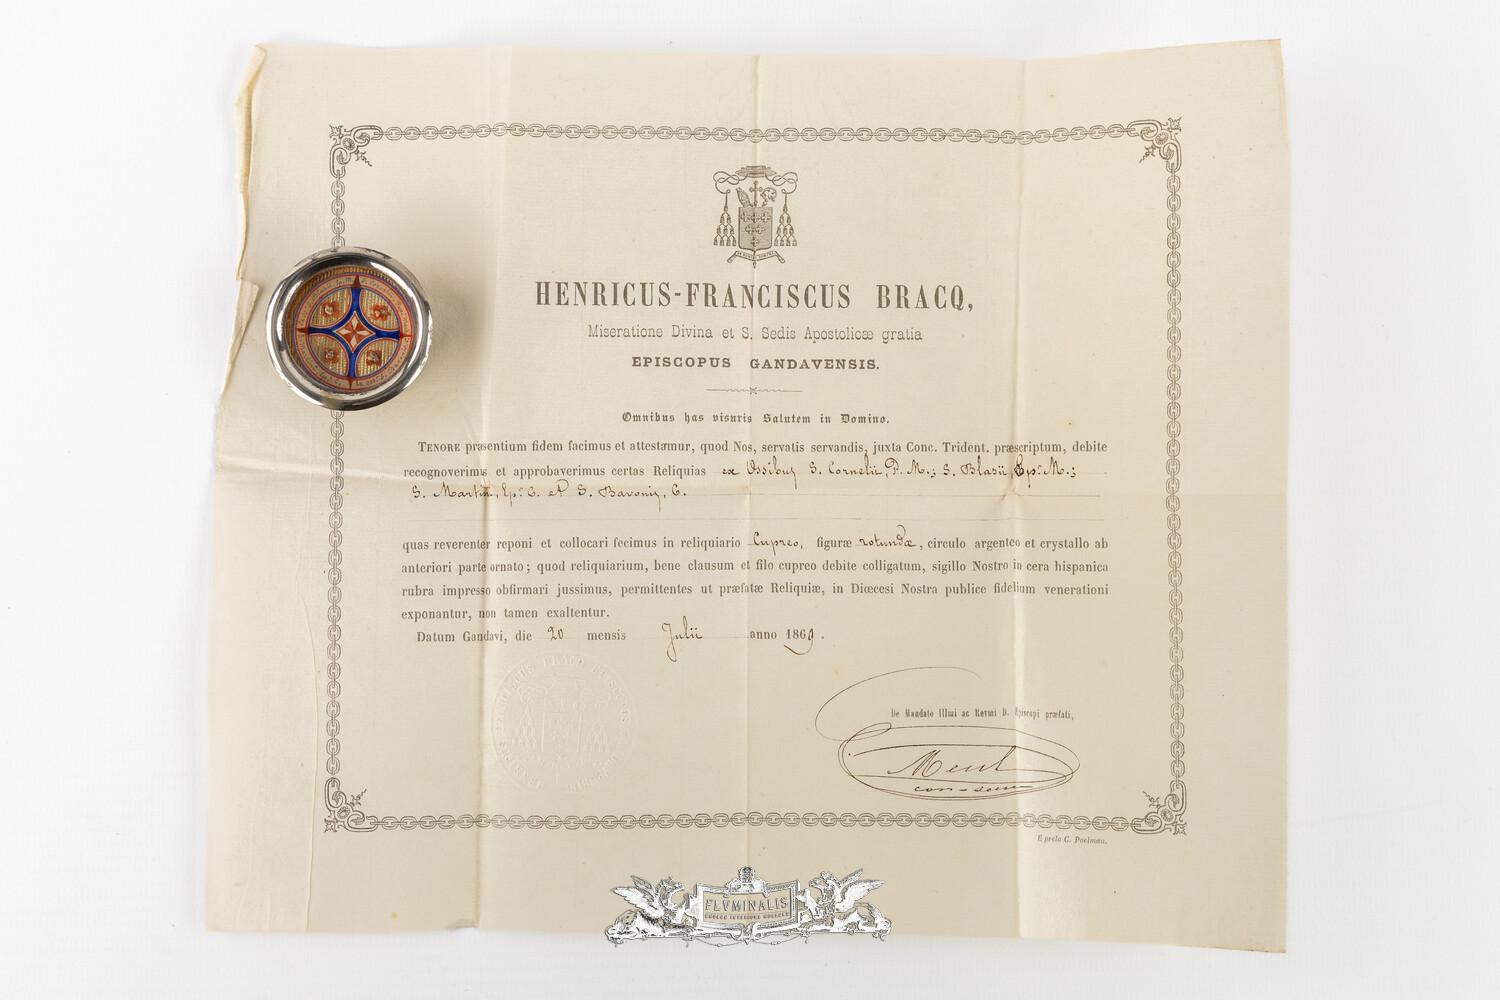 HENRICUS-FRANCISCUS BRACQ,
Miseratione Divina et S. Sedis Apostolicæ gratia
EPISCOPUS GANDAVENSIS.
Omnibus has visuris Salutem in Domino.
TENORE præsentium fidem facimus et attestamur, quod Nos, servatis servandis, juxta Conc. Trident. præscriptum, debite
recognoverimus et approbaverimus certas Reliquias ex Ossibus S. Cornelii, P. M.; S. Blasii, Ep. M.;
S. Martini, Ep. C. et S. Bavonis, C.
quas reverenter reponi et collocari fecimus in reliquiario Cupreo, figuræ rotundæ, circulo argenteo et crystallo ab
anteriori parte ornato; quod reliquiarium, bene clausum et filo cupreo debite colligatum, sigillo Nostro in cera hispanica
rubra impresso obfirmari jussimus, permittentes ut præfatæ Reliquiæ, in Diœcesi Nostra publice fidelium venerationi
exponantur, non tamen exaltentur.
Datum Gandavi, die 20 mensis Julii anno 1869.
De Mandato Illmi ac Revmi D. Episcopi præfati,
E prelo C. Poelman.
FLVMINALIS